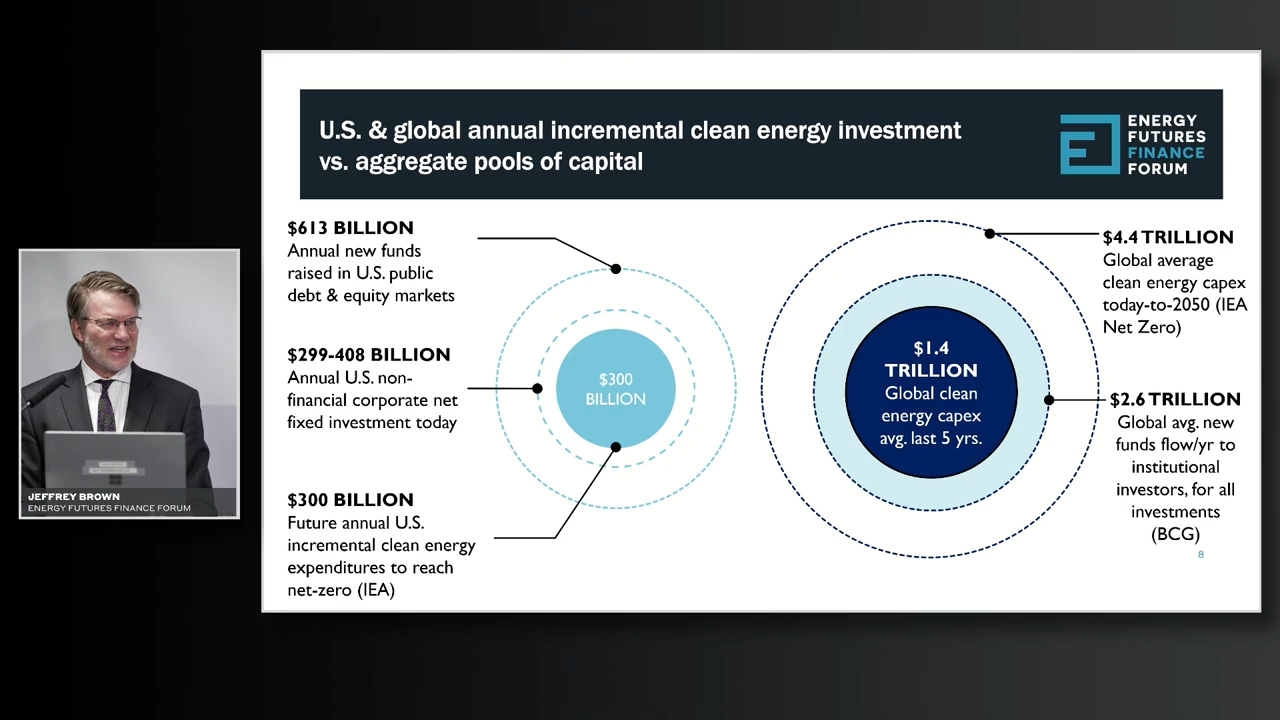 U.S. & global annual incremental clean energy investment
vs. aggregate pools of capital
ENERGY
FUTURES
FINANCE
FORUM
$613 BILLION
Annual new funds
raised in U.S. public
debt & equity markets
$299-408 BILLION
Annual U.S. non-
financial corporate net
fixed investment today
$300 BILLION
Future annual U.S.
incremental clean energy
expenditures to reach
net-zero (IEA)
$300
BILLION
$1.4
TRILLION
Global clean
energy capex
avg. last 5 yrs.
$4.4 TRILLION
Global average
clean energy capex
today-to-2050 (IEA
Net Zero)
$2.6 TRILLION
Global avg. new
funds flow/yr to
institutional
investors, for all
investments
(BCG)
8
JEFFREY BROWN
ENERGY FUTURES FINANCE FORUM